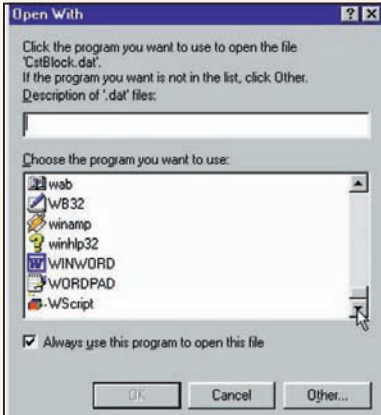 Open With
Click the program you want to use to open the file
'CstBlock.dat'.
If the program you want is not in the list, click Other.
Description of '.dat' files:
Choose the program you want to use:
wab
WB32
winamp
winhlp32
WINWORD
WORDPAD
WScript
Always use this program to open this file
OK
Cancel
Other...